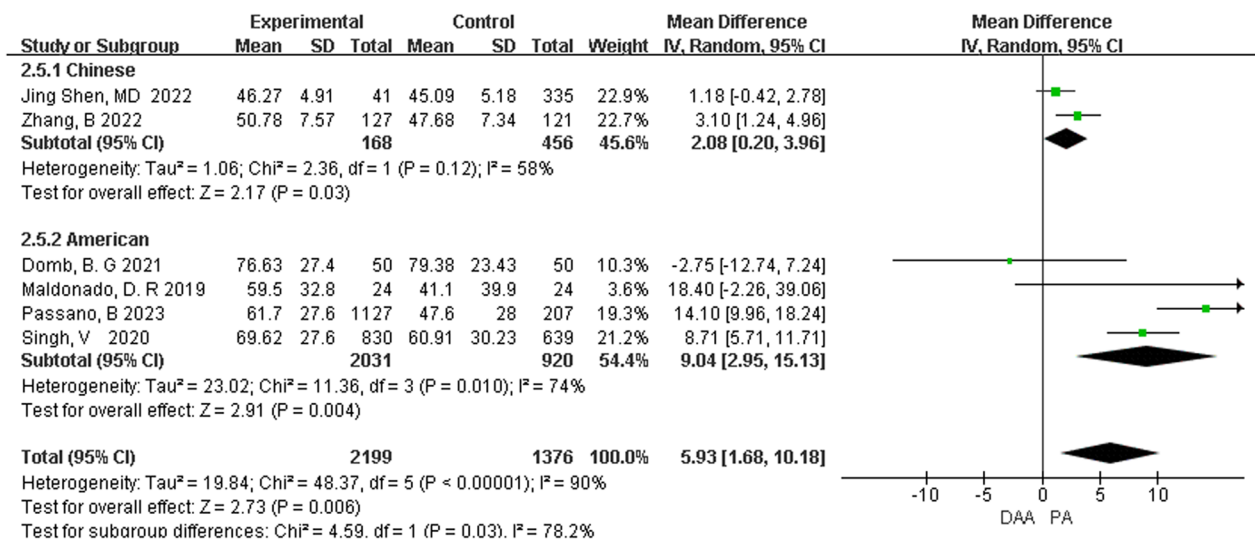 Experimental Control Mean Difference Mean Difference
Study or Subgroup Mean SD Total Mean SD Total Weight IV, Random, 95% CI IV, Random, 95% CI
2.5.1 Chinese
Jing Shen, MD 2022 46.27 4.91 41 45.09 5.18 335 22.9% 1.18 [-0.42, 2.78]
Zhang, B 2022 50.78 7.57 127 47.68 7.34 121 22.7% 3.10 [1.24, 4.96]
Subtotal (95% CI) 168 456 45.6% 2.08 [0.20, 3.96]
Heterogeneity: Tau² = 1.06; Chi² = 2.36, df = 1 (P = 0.12); I² = 58%
Test for overall effect: Z = 2.17 (P = 0.03)
2.5.2 American
Domb, B. G 2021 76.63 27.4 50 79.38 23.43 50 10.3% -2.75 [-12.74, 7.24]
Maldonado, D. R 2019 59.5 32.8 24 41.1 39.9 24 3.6% 18.40 [-2.26, 39.06]
Passano, B 2023 61.7 27.6 1127 47.6 28 207 19.3% 14.10 [9.96, 18.24]
Singh, V 2020 69.62 27.6 830 60.91 30.23 639 21.2% 8.71 [5.71, 11.71]
Subtotal (95% CI) 2031 920 54.4% 9.04 [2.95, 15.13]
Heterogeneity: Tau² = 23.02; Chi² = 11.36, df = 3 (P = 0.010); I² = 74%
Test for overall effect: Z = 2.91 (P = 0.004)
Total (95% CI) 2199 1376 100.0% 5.93 [1.68, 10.18]
Heterogeneity: Tau² = 19.84; Chi² = 48.37, df = 5 (P < 0.00001); I² = 90%
Test for overall effect: Z = 2.73 (P = 0.006)
Test for subgroup differences: Chi² = 4.59, df = 1 (P = 0.03), I² = 78.2%
-10 -5 0 5 10
DAA PA